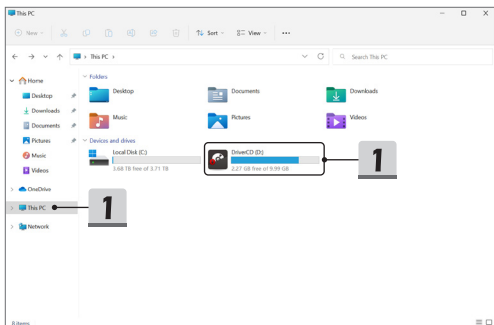 This PC
New
Sort
View
This PC
Search This PC
Home
Desktop
Downloads
Documents
Pictures
Music
Videos
OneDrive
This PC
Network
Folders
Desktop
Documents
Downloads
Music
Pictures
Videos
Devices and drives
Local Disk (C:)
3.68 TB free of 3.71 TB
DriverCD (D:)
2.27 GB free of 9.99 GB
1
1
8 items